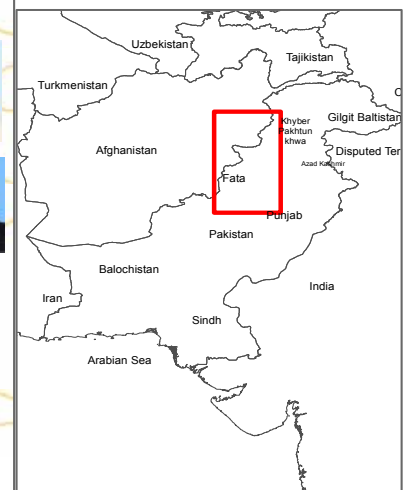 Uzbekistan
Tajikistan
Turkmenistan
Gilgit Baltistan
Khyber
Pakhtun
khwa
Afghanistan
Disputed Ter
Azad Kashmir
Fata
Punjab
Pakistan
Balochistan
India
Iran
Sindh
Arabian Sea